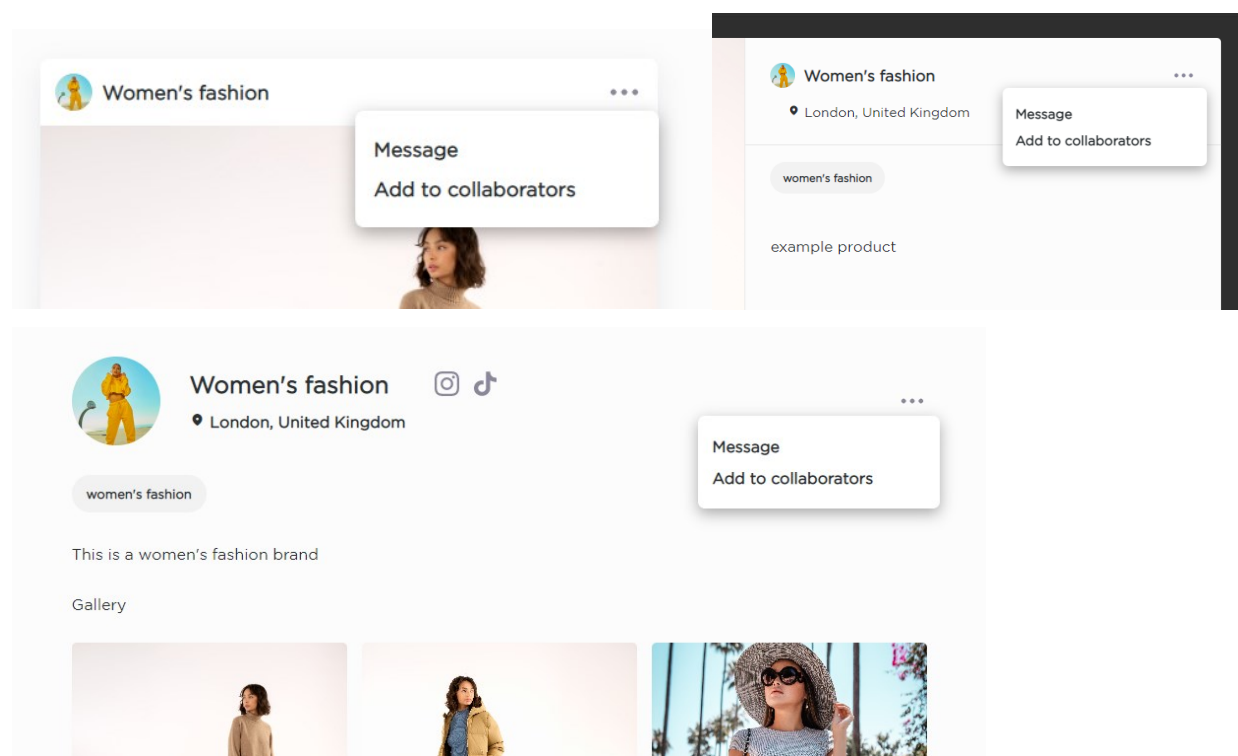 Women's fashion
Message
Add to collaborators
Women's fashion
London, United Kingdom
Message
Add to collaborators
women's fashion
example product
Women's fashion
London, United Kingdom
Message
Add to collaborators
women's fashion
This is a women's fashion brand
Gallery